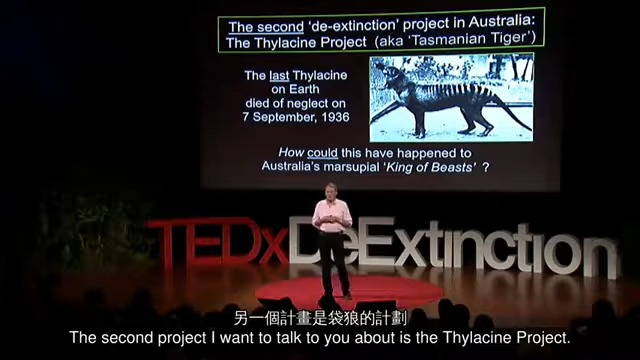 The second 'de-extinction' project in Australia:
The Thylacine Project (aka 'Tasmanian Tiger')
The last Thylacine
on Earth
died of neglect on
7 September, 1936
How could this have happened to
Australia's marsupial 'King of Beasts' ?
TEDxDeExtinction
另一個計畫是袋狼的計劃
The second project I want to talk to you about is the Thylacine Project.